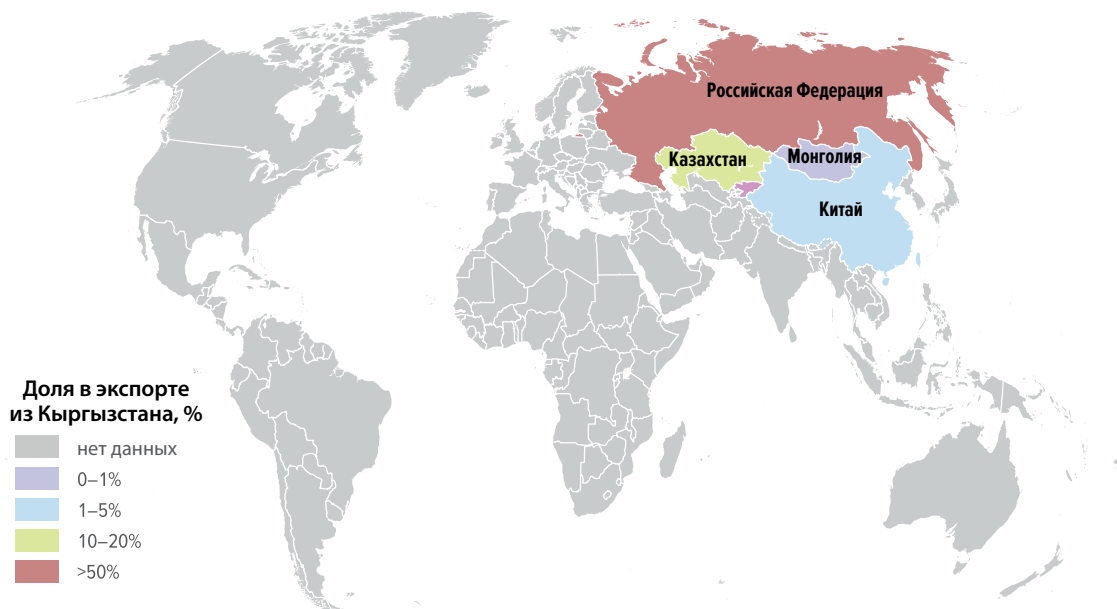 Российская Федерация
Казахстан
Монголия
Китай
Доля в экспорте
из Кыргызстана, %
нет данных
0–1%
1–5%
10–20%
>50%